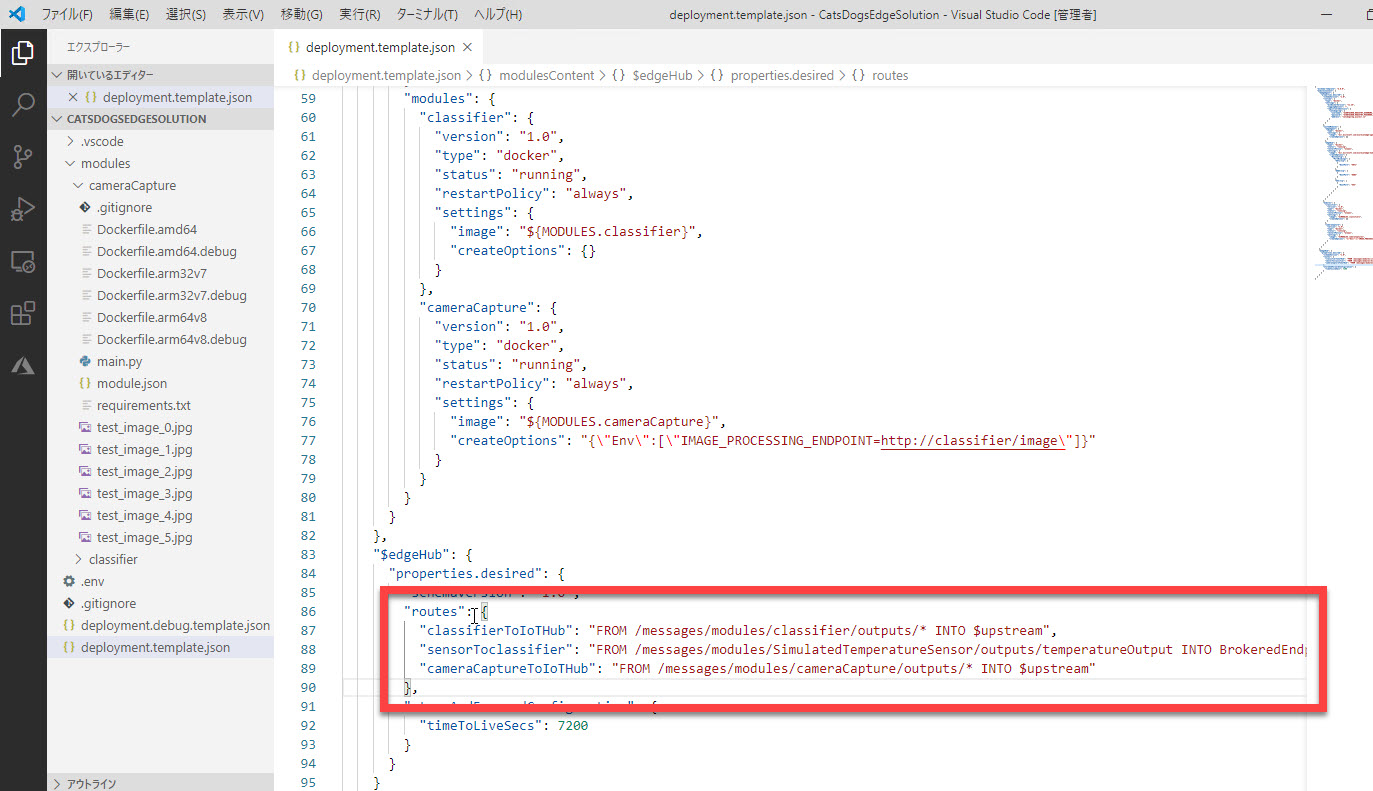 ファイル(F) 編集(E) 選択(S) 表示(V) 移動(G) 実行(R) ターミナル(T) ヘルプ(H) deployment.template.json - CatsDogsEdgeSolution - Visual Studio Code [管理者]
エクスプローラー
開いているエディター
deployment.template.json
CATSDOGSEDGESOLUTION
.vscode
modules
cameraCapture
.gitignore
Dockerfile.amd64
Dockerfile.amd64.debug
Dockerfile.arm32v7
Dockerfile.arm32v7.debug
Dockerfile.arm64v8
Dockerfile.arm64v8.debug
main.py
{} module.json
requirements.txt
test_image_0.jpg
test_image_1.jpg
test_image_2.jpg
test_image_3.jpg
test_image_4.jpg
test_image_5.jpg
classifier
.env
.gitignore
{} deployment.debug.template.json
{} deployment.template.json
アウトライン
{} deployment.template.json ×
{} deployment.template.json > {} modulesContent > {} $edgeHub > {} properties.desired > {} routes
59 "modules": {
60 "classifier": {
61 "version": "1.0",
62 "type": "docker",
63 "status": "running",
64 "restartPolicy": "always",
65 "settings": {
66 "image": "${MODULES.classifier}",
67 "createOptions": {}
68 }
69 },
70 "cameraCapture": {
71 "version": "1.0",
72 "type": "docker",
73 "status": "running",
74 "restartPolicy": "always",
75 "settings": {
76 "image": "${MODULES.cameraCapture}",
77 "createOptions": "{\"Env\":[\"IMAGE_PROCESSING_ENDPOINT=http://classifier/image\"]}"
78 }
79 }
80 }
81 }
82 },
83 "$edgeHub": {
84 "properties.desired": {
85
86 "routes": {
87 "classifierToIoTHub": "FROM /messages/modules/classifier/outputs/* INTO $upstream",
88 "sensorToclassifier": "FROM /messages/modules/SimulatedTemperatureSensor/outputs/temperatureOutput INTO BrokeredEnd
89 "cameraCaptureToIoTHub": "FROM /messages/modules/cameraCapture/outputs/* INTO $upstream"
90 },
91
92 "timeToLiveSecs": 7200
93 }
94 }
95 }